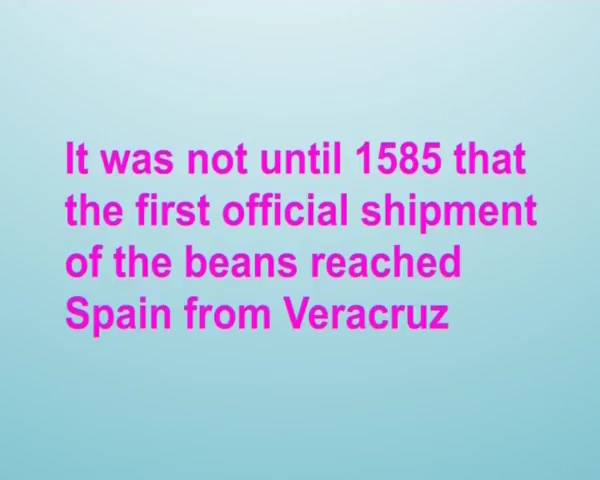 It was not until 1585 that
the first official shipment
of the beans reached
Spain from Veracruz